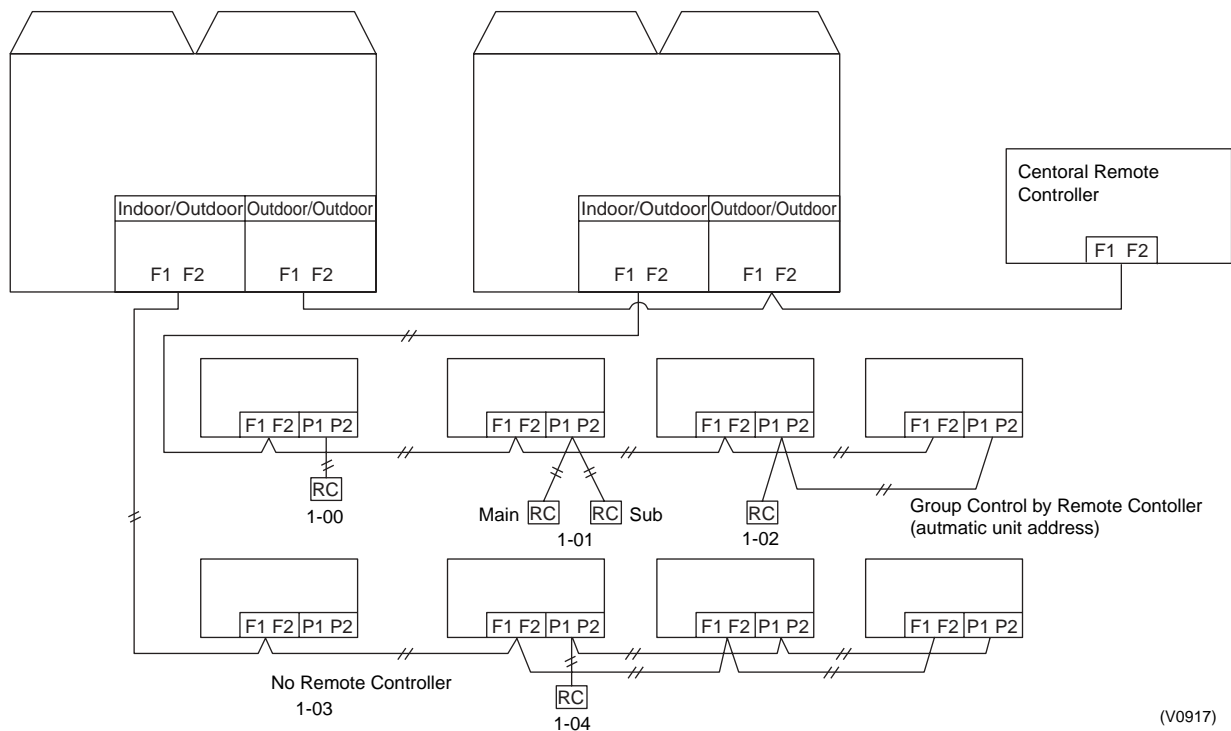 Indoor/Outdoor Outdoor/Outdoor
F1 F2 F1 F2
Indoor/Outdoor Outdoor/Outdoor
F1 F2 F1 F2
Centoral Remote
Controller
F1 F2
F1 F2 P1 P2
F1 F2 P1 P2
F1 F2 P1 P2
F1 F2 P1 P2
RC
1-00
Main RC RC Sub
1-01
RC
1-02
Group Control by Remote Contoller
(autmatic unit address)
F1 F2 P1 P2
F1 F2 P1 P2
F1 F2 P1 P2
F1 F2 P1 P2
No Remote Controller
1-03
RC
1-04
(V0917)